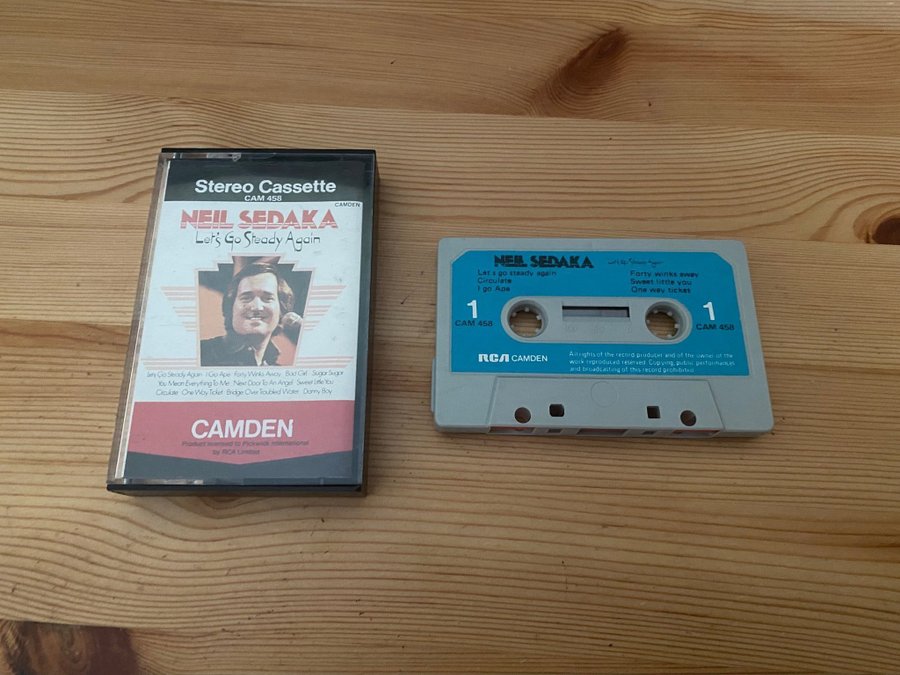 Stereo Cassette
CAM 458
CAMDEN
NEIL SEDAKA
Let's Go Steady Again
Let's Go Steady Again I Go Ape Forty Winks Away Bad Girl Sugar Sugar
You Mean Everything To Me Next Door To An Angel Sweet Little You
Circulate One Way Ticket Bridge Over Troubled Water Danny Boy
CAMDEN
Product licensed to Pickwick International
by RCA Limited
NEIL SEDAKA Let's Go Steady Again
Let s go steady again
Circulate
I go Ape
Forty winks away
Sweet little you
One way ticket
1
CAM 458
1
CAM 458
RCA CAMDEN
All rights of the record producer and of the owner of the
work reproduced reserved. Copying, public performances
and broadcasting of this record prohibited